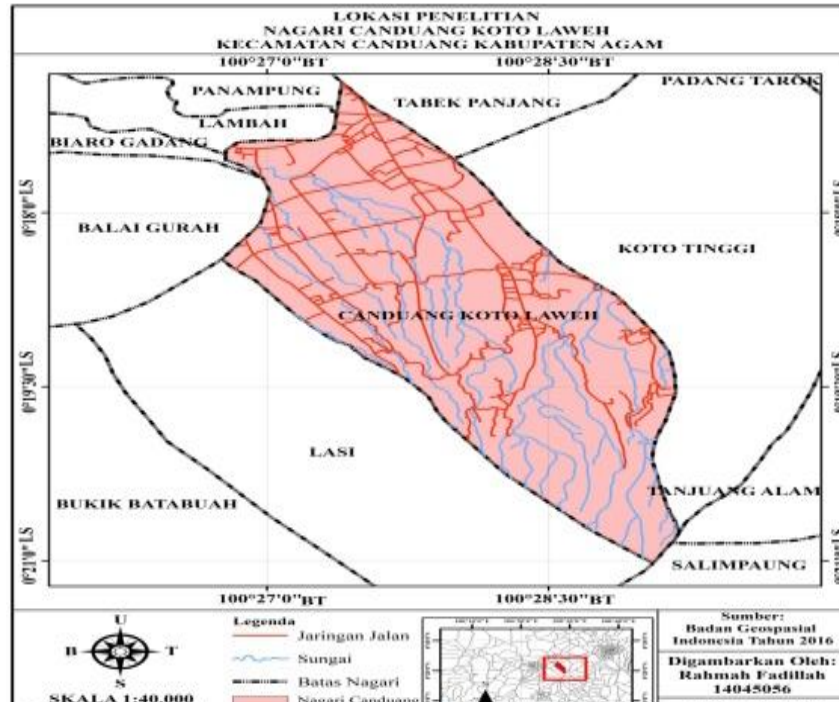 LOKASI PENELITIAN
NAGARI CANDUANG KOTO LAWEH
KECAMATAN CANDUANG KABUPATEN AGAM
100°27'0"BT
100°28'30"BT
PANAMPUNG
TABEK PANJANG
PADANG TAROK
LAMBAH
BIARO GADANG
0°18'0"LS
BALAI GURAH
KOTO TINGGI
CANDUANG KOTO LAWEH
0°19'30"LS
LASI
BUKIK BATABUAH
TANJUANG ALAM
0°21'0"LS
SALIMPAUNG
100°27'0"BT
100°28'30"BT
U
B
T
S
SKALA 1:40.000
Legenda
Jaringan Jalan
Sungai
Batas Nagari
Nagari Canduang
Sumber:
Badan Geospasial
Indonesia Tahun 2016
Digambarkan Oleh:
Rahmah Fadillah
14045056